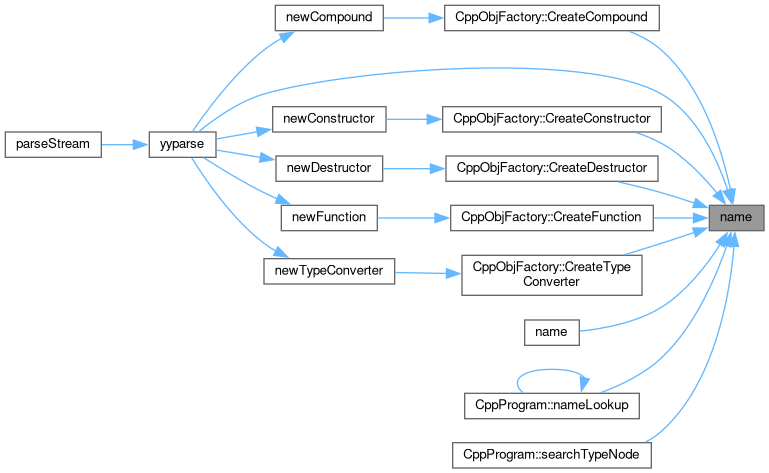 newCompound
CppObjFactory::CreateCompound
newConstructor
CppObjFactory::CreateConstructor
parseStream
yyparse
newDestructor
CppObjFactory::CreateDestructor
newFunction
CppObjFactory::CreateFunction
name
newTypeConverter
CppObjFactory::CreateType
Converter
name
CppProgram::nameLookup
CppProgram::searchTypeNode